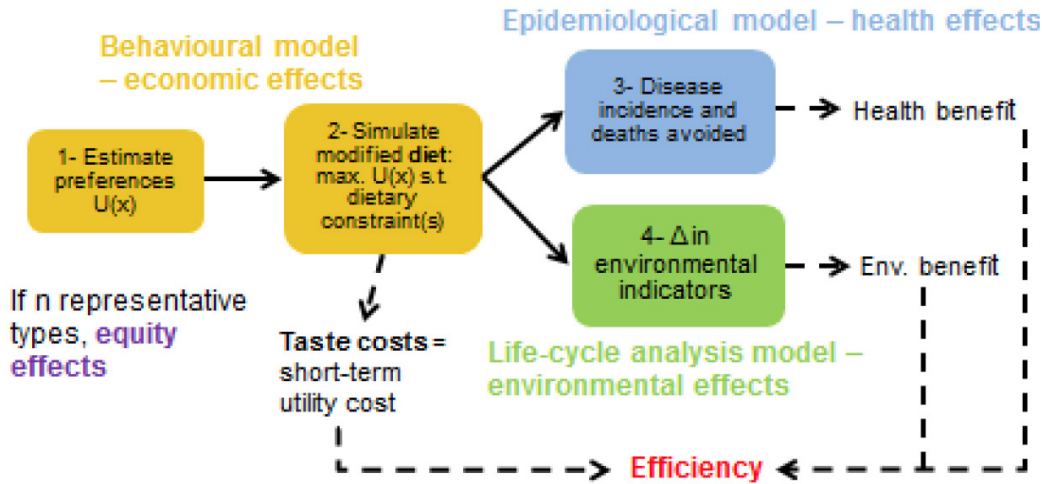 Epidemiological model – health effects
Behavioural model
– economic effects
1- Estimate
preferences
U(x)
2- Simulate
modified diet:
max. U(x) s.t.
dietary
constraint(s)
3- Disease
incidence and
deaths avoided
Health benefit
4- Δ in
environmental
indicators
Env. benefit
If n representative
types, equity
effects
Taste costs =
short-term
utility cost
Life-cycle analysis model –
environmental effects
Efficiency